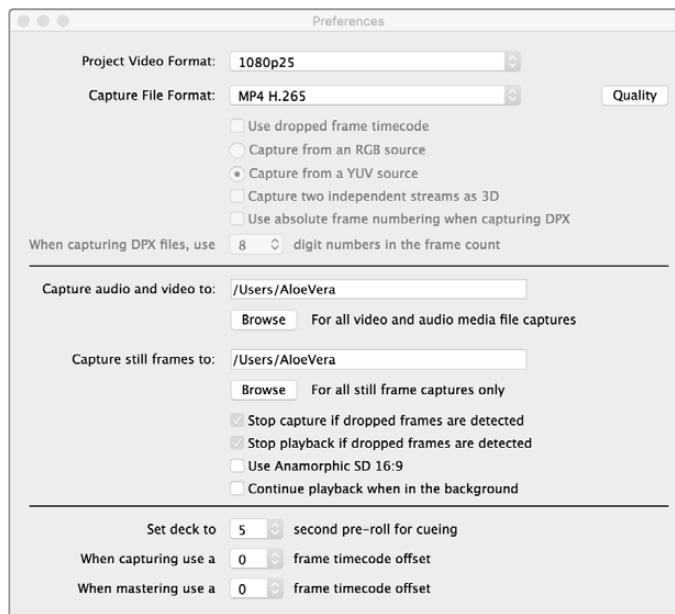 Preferences
Project Video Format: 1080p25
Capture File Format: MP4 H.265 Quality
Use dropped frame timecode
Capture from an RGB source
Capture from a YUV source
Capture two independent streams as 3D
Use absolute frame numbering when capturing DPX
When capturing DPX files, use 8 digit numbers in the frame count
Capture audio and video to: /Users/AloeVera
Browse For all video and audio media file captures
Capture still frames to: /Users/AloeVera
Browse For all still frame captures only
Stop capture if dropped frames are detected
Stop playback if dropped frames are detected
Use Anamorphic SD 16:9
Continue playback when in the background
Set deck to 5 second pre-roll for cueing
When capturing use a 0 frame timecode offset
When mastering use a 0 frame timecode offset